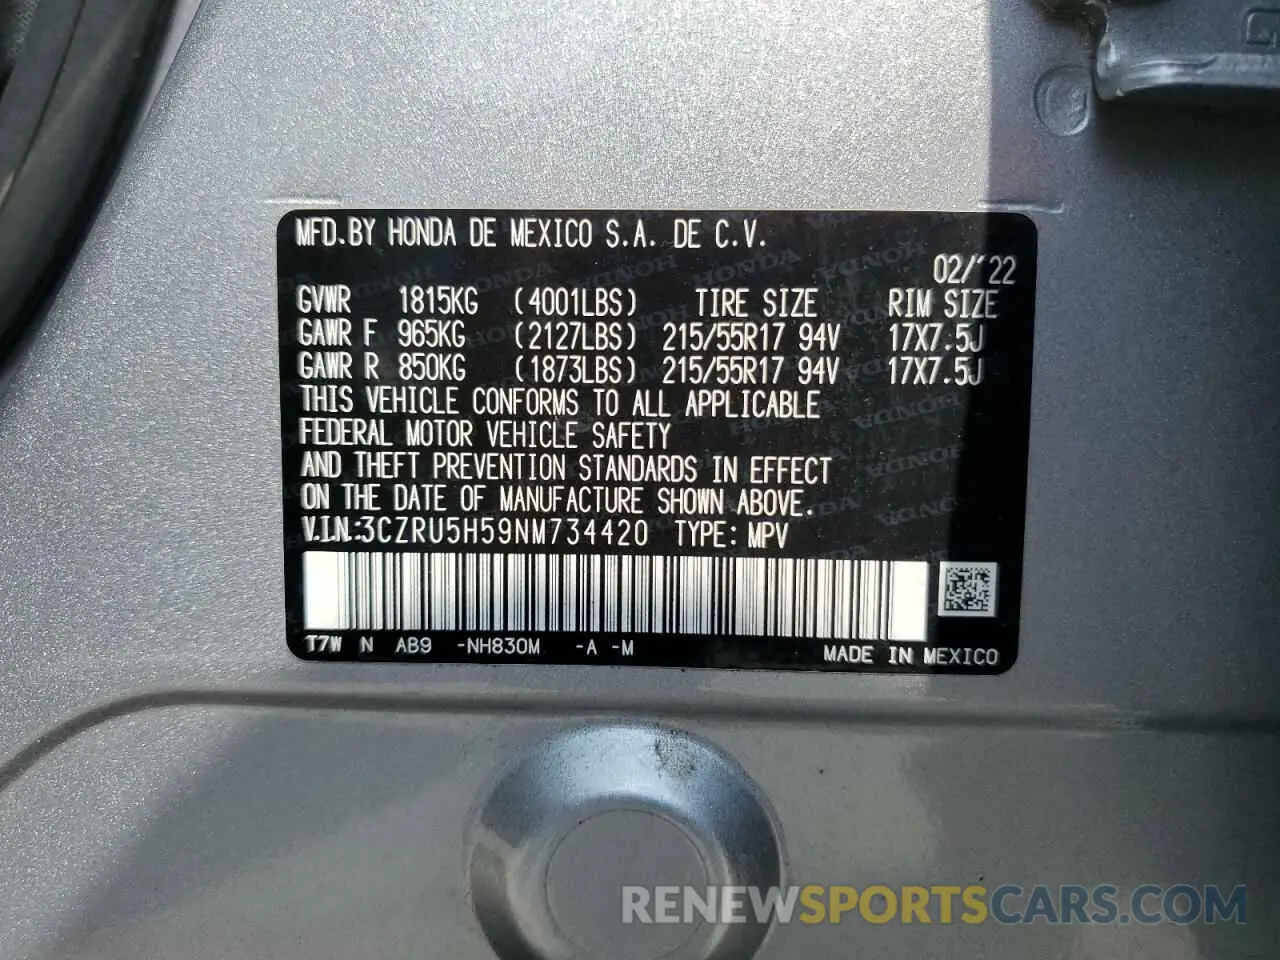 MFD.BY HONDA DE MEXICO S.A. DE C.V.
02/'22
GVWR 1815KG (4001LBS) TIRE SIZE RIM SIZE
GAWR F 965KG (2127LBS) 215/55R17 94V 17X7.5J
GAWR R 850KG (1873LBS) 215/55R17 94V 17X7.5J
THIS VEHICLE CONFORMS TO ALL APPLICABLE
FEDERAL MOTOR VEHICLE SAFETY
AND THEFT PREVENTION STANDARDS IN EFFECT
ON THE DATE OF MANUFACTURE SHOWN ABOVE.
V.I.N.:3CZRU5H59NM734420 TYPE: MPV
T7W N AB9 -NH830M -A -M
MADE IN MEXICO
RENEWSPORTSCARS.COM